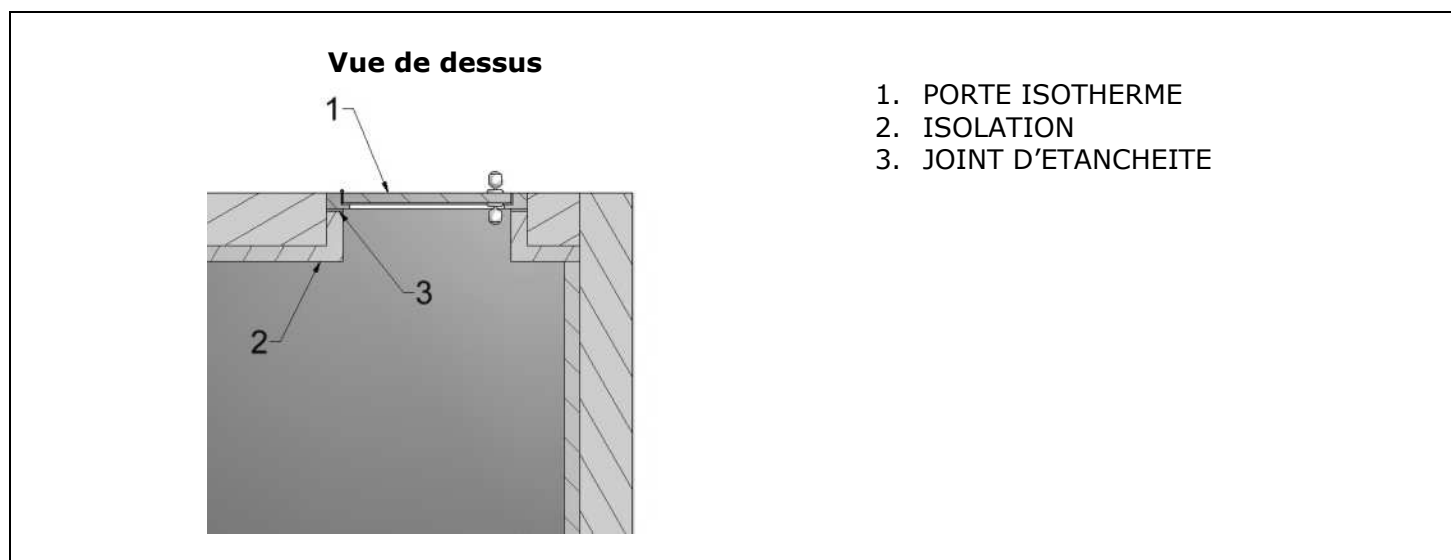 Vue de dessus
1
3
2
1. PORTE ISOTHERME
2. ISOLATION
3. JOINT D'ETANCHEITE